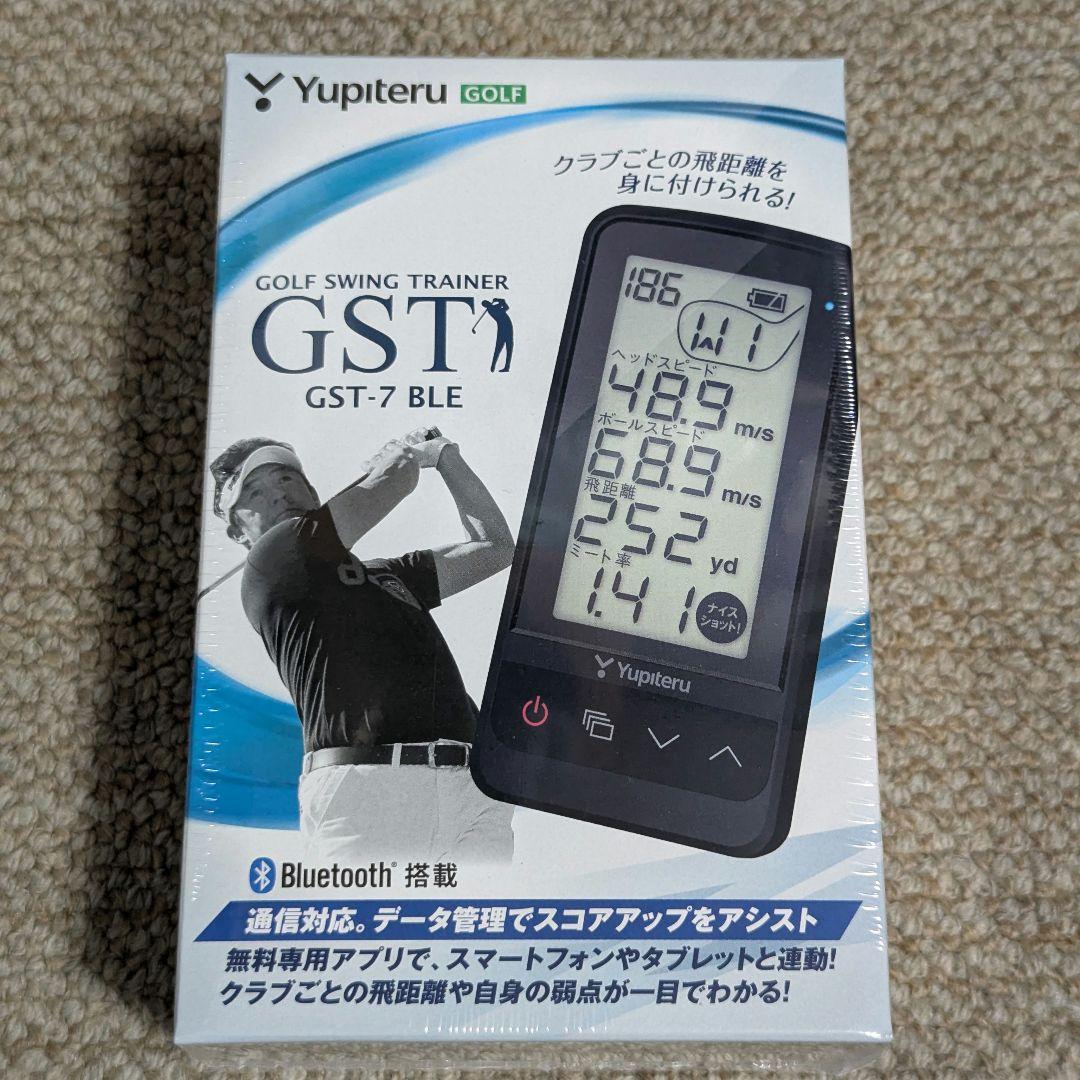 Yupiteru GOLF
クラブごとの飛距離を
身に付けられる!
GOLF SWING TRAINER
GST
GST-7 BLE
186
W1
ヘッドスピード
48.9 m/s
ボールスピード
68.9 m/s
飛距離
252 yd
ミート率
1.41
ナイス
ショット!
Yupiteru
Bluetooth® 搭載
通信対応。データ管理でスコアアップをアシスト
無料専用アプリで、スマートフォンやタブレットと連動!
クラブごとの飛距離や自身の弱点が一目でわかる!